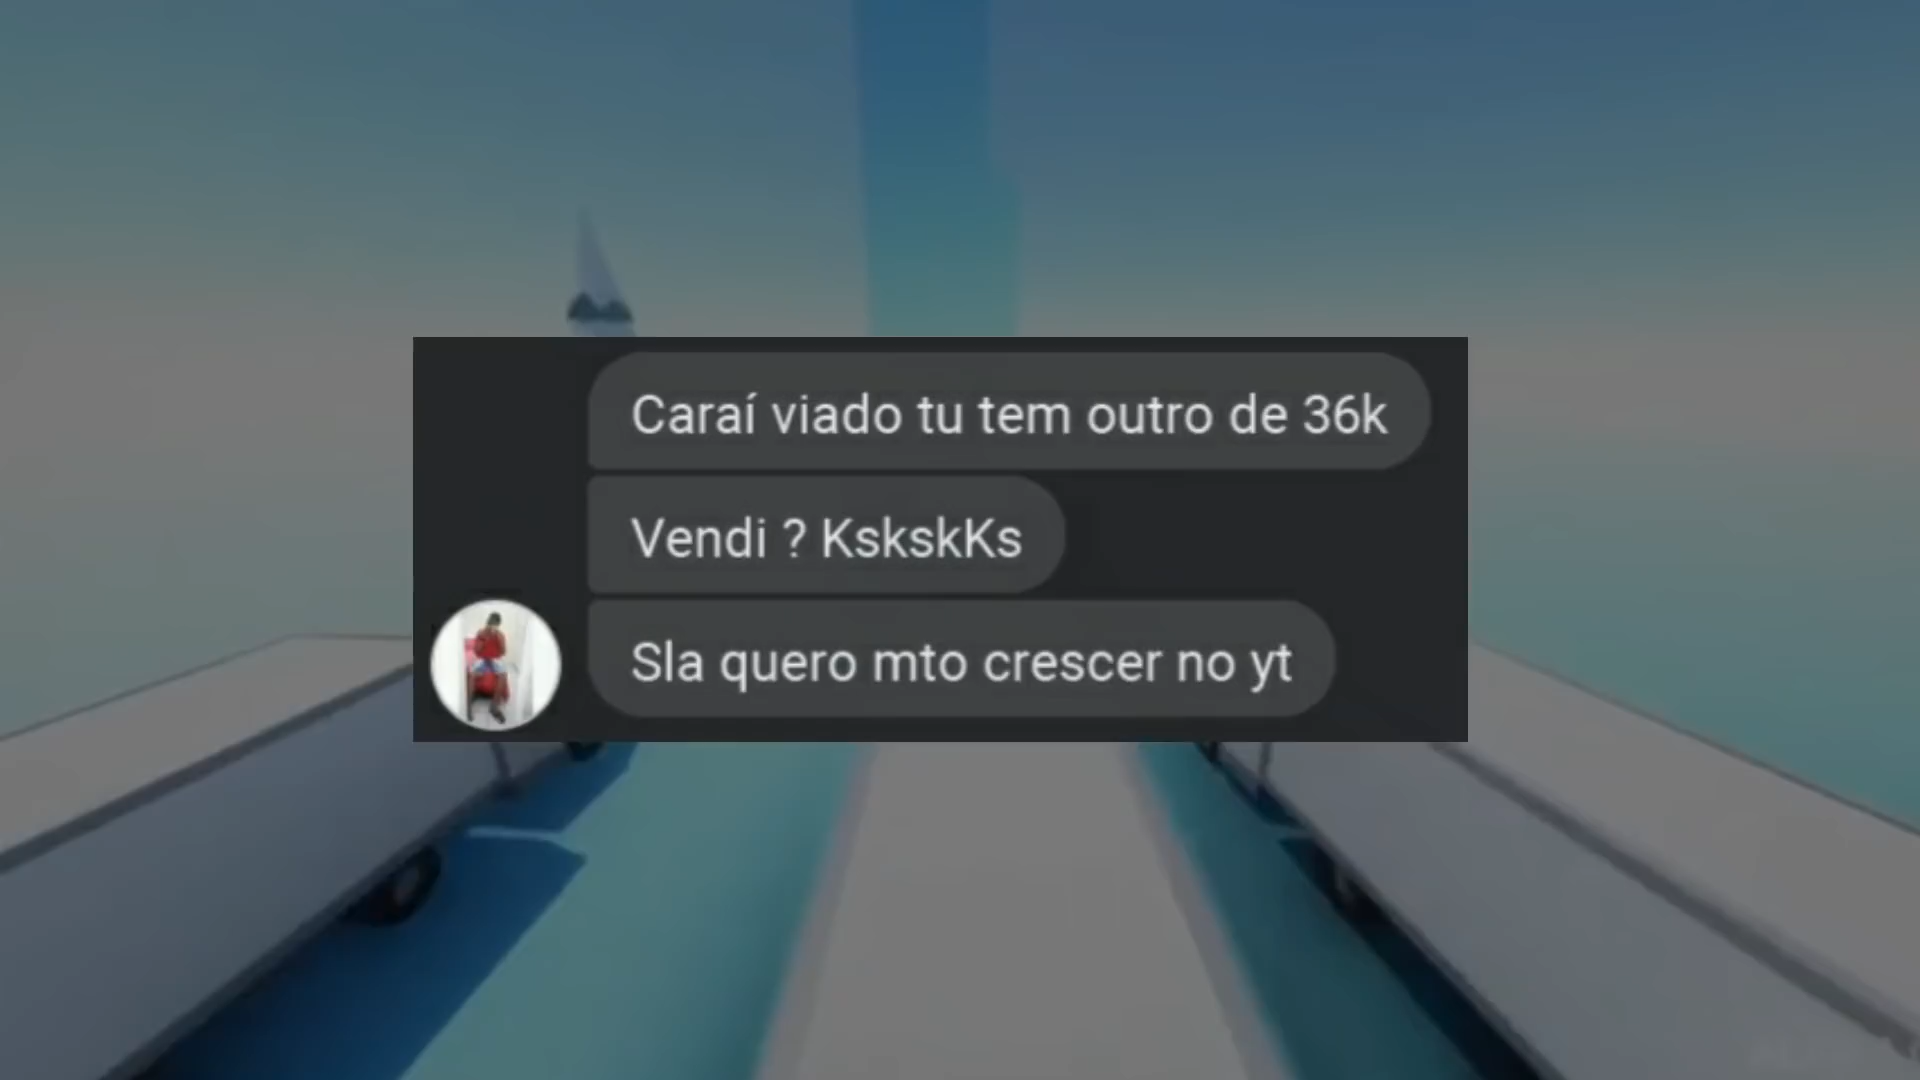 Caraí viado tu tem outro de 36k
Vendi ? KskskKs
Sla quero mto crescer no yt